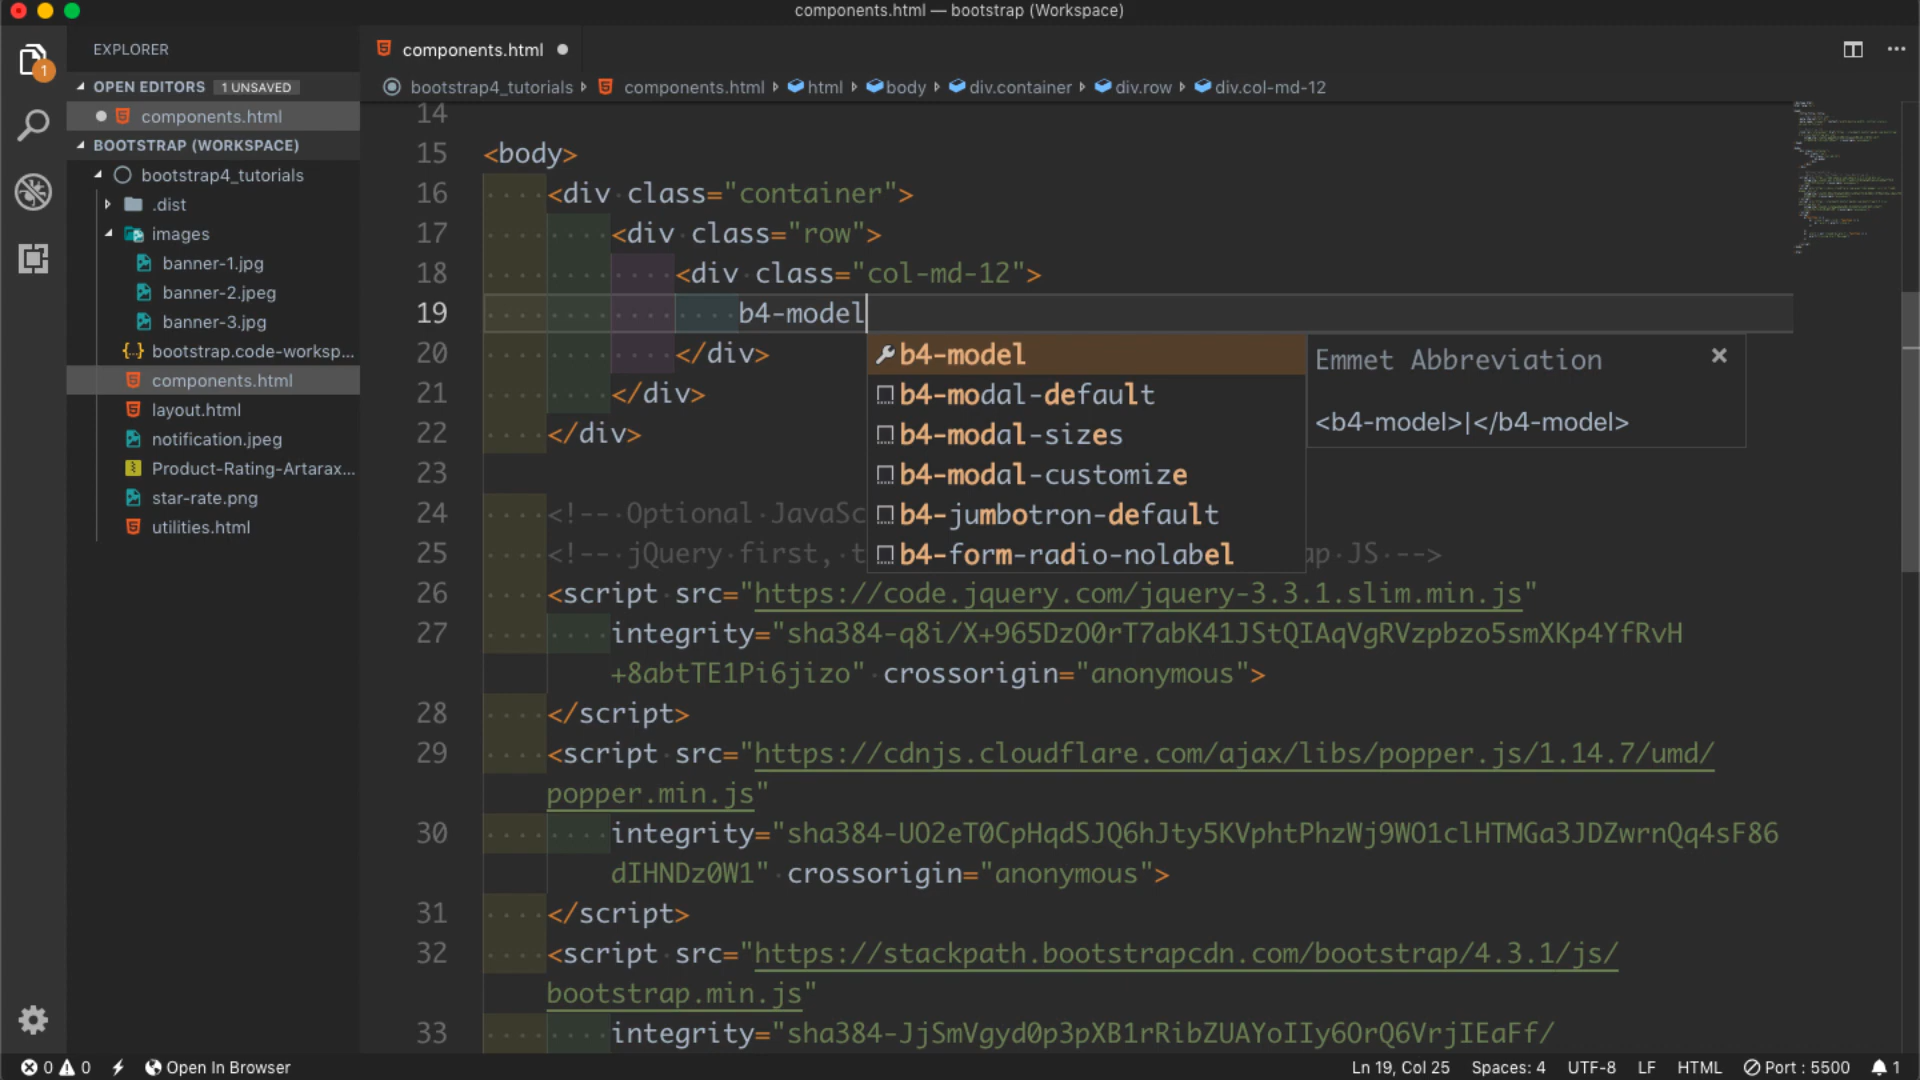 components.html — bootstrap (Workspace)
EXPLORER
OPEN EDITORS 1 UNSAVED
components.html
BOOTSTRAP (WORKSPACE)
bootstrap4_tutorials
.dist
images
banner-1.jpg
banner-2.jpeg
banner-3.jpg
bootstrap.code-worksp...
components.html
layout.html
notification.jpeg
Product-Rating-Artarax...
star-rate.png
utilities.html
1
components.html
bootstrap4_tutorials components.html html body div.container div.row div.col-md-12
14
15 <body>
16 <div class="container">
17 <div class="row">
18 <div class="col-md-12">
19 b4-model
20 </div>
21 </div>
22 </div>
23
24 <!-- Optional JavaSc
25 <!-- jQuery first, t ap JS -->
26 <script src="https://code.jquery.com/jquery-3.3.1.slim.min.js"
27 integrity="sha384-q8i/X+965DzO0rT7abK41JStQIAqVgRVzpbzo5smXKp4YfRvH
+8abtTE1Pi6jizo" crossorigin="anonymous">
28 </script>
29 <script src="https://cdnjs.cloudflare.com/ajax/libs/popper.js/1.14.7/umd/
popper.min.js"
30 integrity="sha384-UO2eT0CpHqdSJQ6hJty5KVphtPhzWj9WO1clHTMGa3JDZwrnQq4sF86
dIHNDz0W1" crossorigin="anonymous">
31 </script>
32 <script src="https://stackpath.bootstrapcdn.com/bootstrap/4.3.1/js/
bootstrap.min.js"
33 integrity="sha384-JjSmVgyd0p3pXB1rRibZUAYoIIy6OrQ6VrjIEaFf/
b4-model
b4-modal-default
b4-modal-sizes
b4-modal-customize
b4-jumbotron-default
b4-form-radio-nolabel
Emmet Abbreviation
<b4-model>|</b4-model>
0 0 Open In Browser
Ln 19, Col 25 Spaces: 4 UTF-8 LF HTML Port : 5500 1